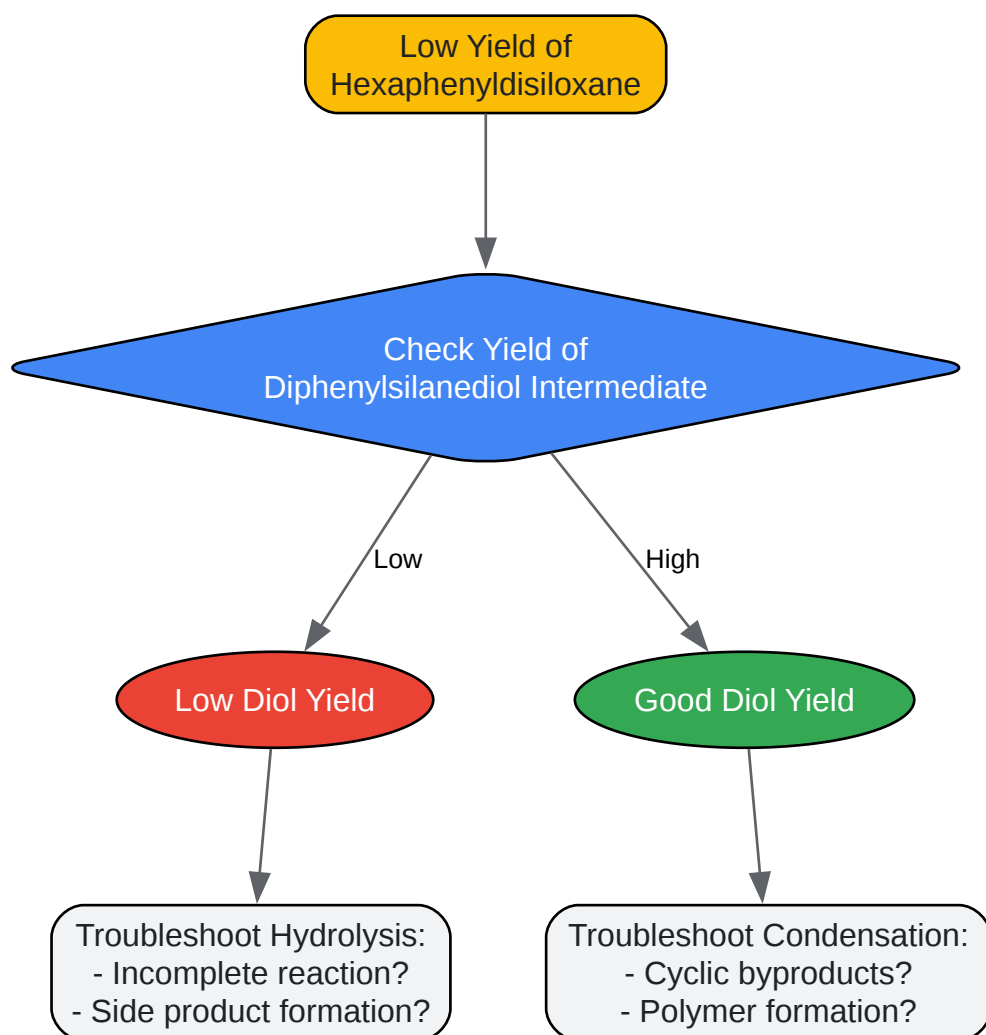 Low Yield of
Hexaphenyldisiloxane
Check Yield of
Diphenylsilanediol Intermediate
Low
High
Low Diol Yield
Good Diol Yield
Troubleshoot Hydrolysis:
- Incomplete reaction?
- Side product formation?
Troubleshoot Condensation:
- Cyclic byproducts?
- Polymer formation?